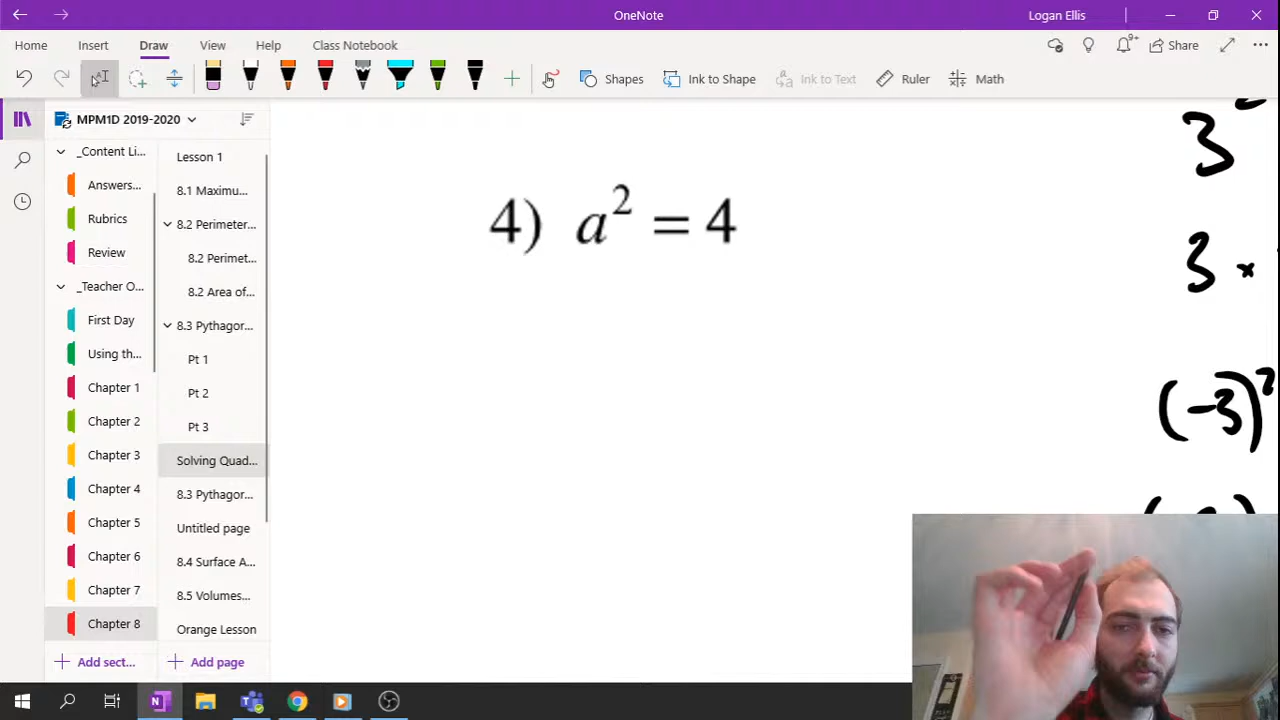 OneNote
Logan Ellis
Home Insert Draw View Help Class Notebook
9+ Share
Shapes Ink to Shape Ink to Text Ruler Math
MPM1D 2019-2020
_Content Li...
Answers...
Rubrics
Review
_Teacher O...
First Day
Using th...
Chapter 1
Chapter 2
Chapter 3
Chapter 4
Chapter 5
Chapter 6
Chapter 7
Chapter 8
Add sect...
Lesson 1
8.1 Maximu...
8.2 Perimeter...
8.2 Perimet...
8.2 Area of...
8.3 Pythagor...
Pt 1
Pt 2
Pt 3
Solving Quad...
8.3 Pythagor...
Untitled page
8.4 Surface A...
8.5 Volumes...
Orange Lesson
Add page
4) a² = 4
3²
3 ×
(-3)²